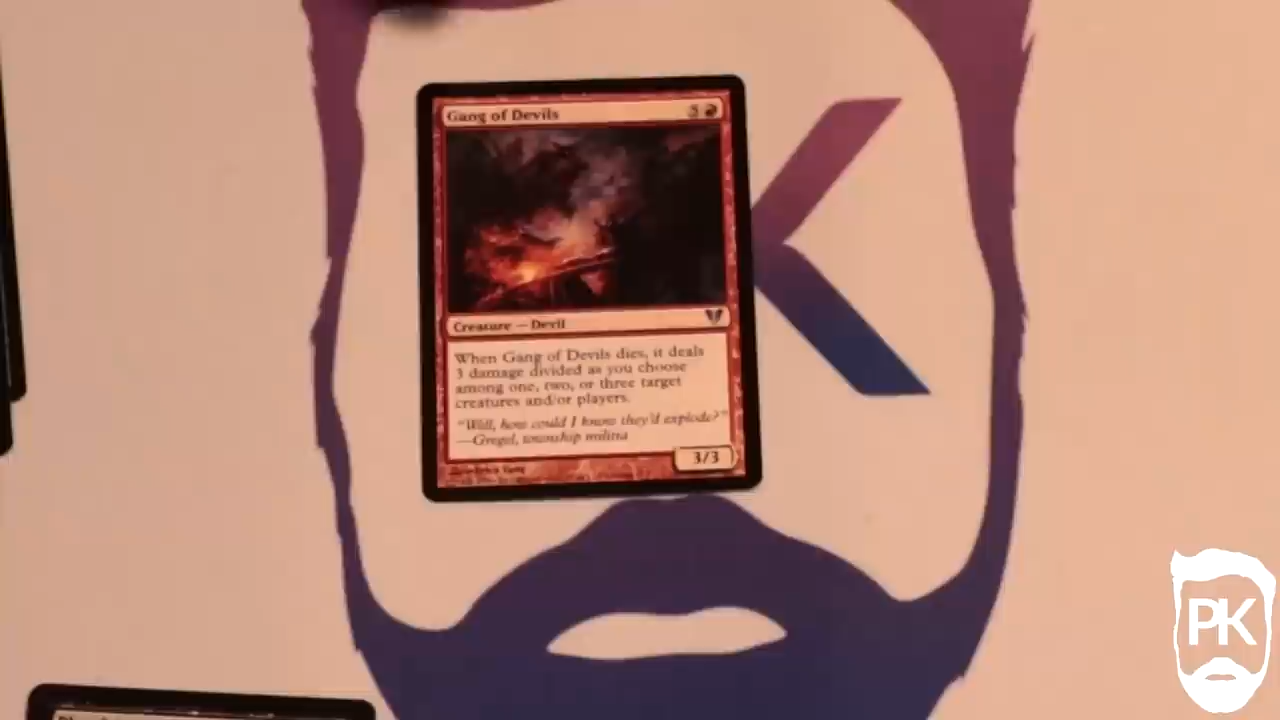 Gang of Devils 5
Creature — Devil
When Gang of Devils dies, it deals
3 damage divided as you choose
among one, two, or three target
creatures and/or players.
"Well, how could I know they'd explode?"
—Gregel, township militia
3/3
K
PK